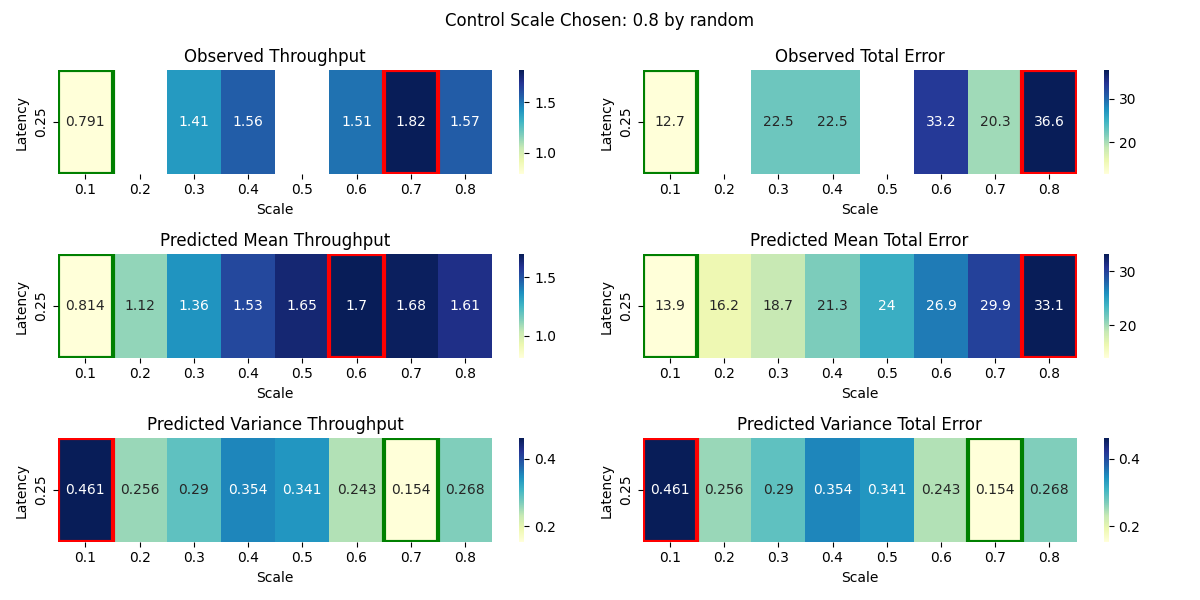 Control Scale Chosen: 0.8 by random
Observed Throughput
Latency
0.25
0.791 1.41 1.56 1.51 1.82 1.57
0.1 0.2 0.3 0.4 0.5 0.6 0.7 0.8
Scale
1.5
1.0
Observed Total Error
Latency
0.25
12.7 22.5 22.5 33.2 20.3 36.6
0.1 0.2 0.3 0.4 0.5 0.6 0.7 0.8
Scale
30
20
Predicted Mean Throughput
Latency
0.25
0.814 1.12 1.36 1.53 1.65 1.7 1.68 1.61
0.1 0.2 0.3 0.4 0.5 0.6 0.7 0.8
Scale
1.5
1.0
Predicted Mean Total Error
Latency
0.25
13.9 16.2 18.7 21.3 24 26.9 29.9 33.1
0.1 0.2 0.3 0.4 0.5 0.6 0.7 0.8
Scale
30
20
Predicted Variance Throughput
Latency
0.25
0.461 0.256 0.29 0.354 0.341 0.243 0.154 0.268
0.1 0.2 0.3 0.4 0.5 0.6 0.7 0.8
Scale
0.4
0.2
Predicted Variance Total Error
Latency
0.25
0.461 0.256 0.29 0.354 0.341 0.243 0.154 0.268
0.1 0.2 0.3 0.4 0.5 0.6 0.7 0.8
Scale
0.4
0.2